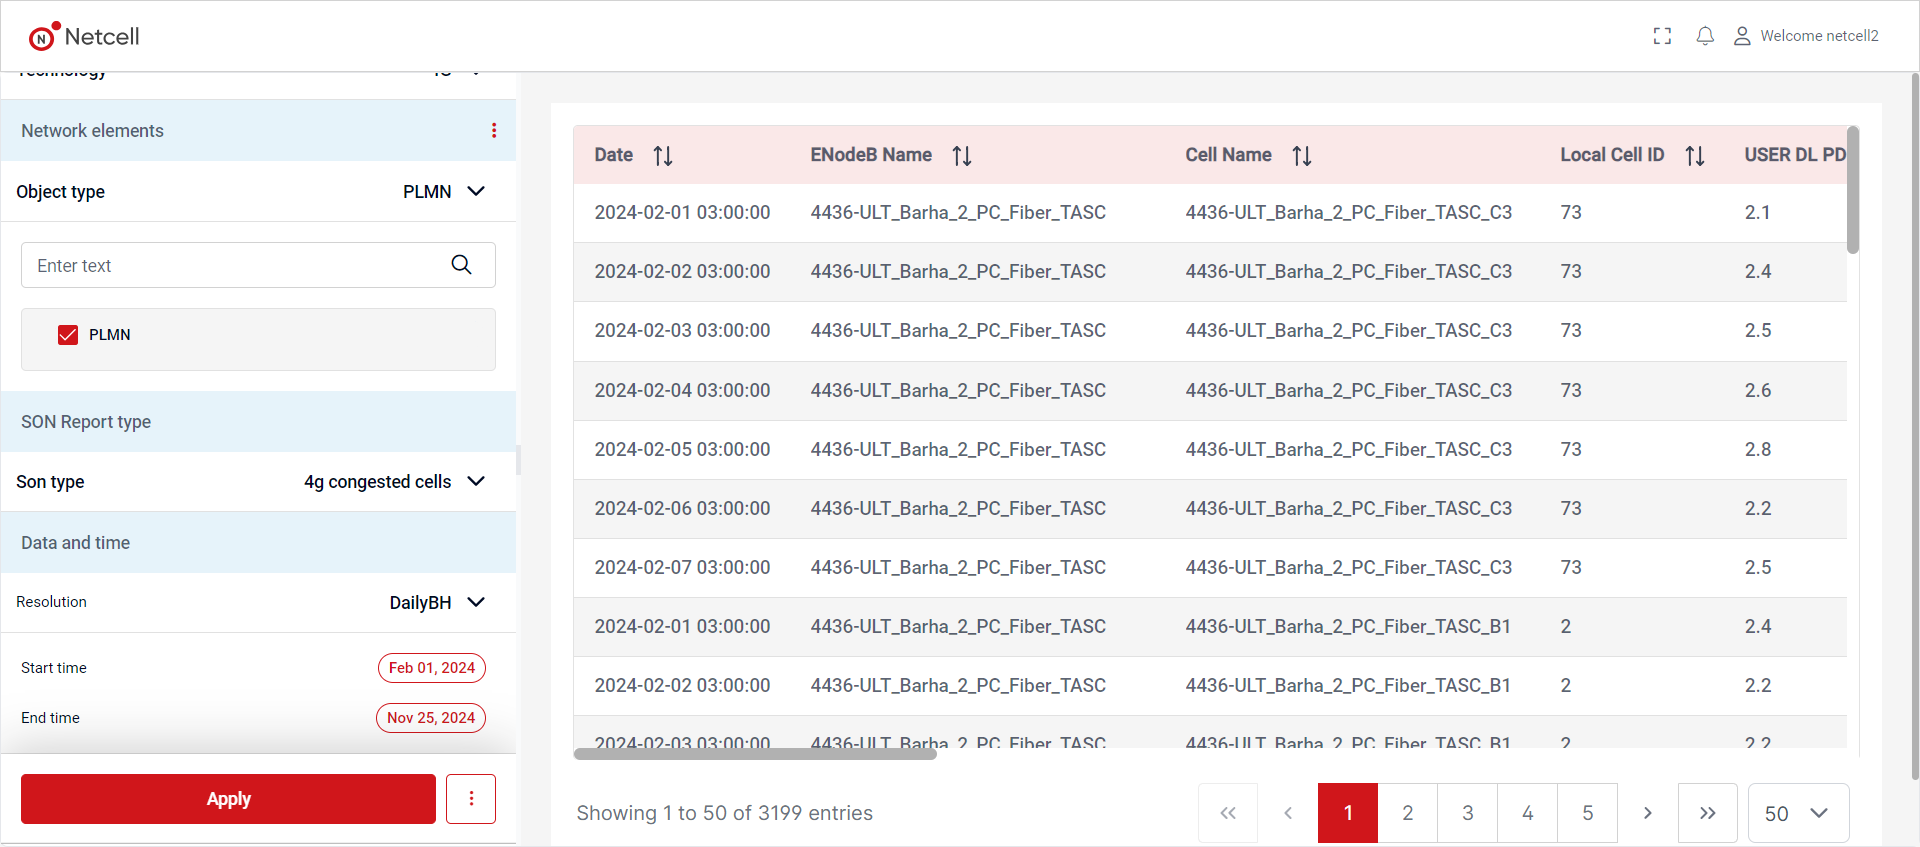 N Netcell
Welcome netcell2
Technology 4G
Network elements
Object type PLMN
Enter text
PLMN
SON Report type
Son type 4g congested cells
Data and time
Resolution DailyBH
Start time Feb 01, 2024
End time Nov 25, 2024
Apply
Date ENodeB Name Cell Name Local Cell ID USER DL PD
2024-02-01 03:00:00 4436-ULT_Barha_2_PC_Fiber_TASC 4436-ULT_Barha_2_PC_Fiber_TASC_C3 73 2.1
2024-02-02 03:00:00 4436-ULT_Barha_2_PC_Fiber_TASC 4436-ULT_Barha_2_PC_Fiber_TASC_C3 73 2.4
2024-02-03 03:00:00 4436-ULT_Barha_2_PC_Fiber_TASC 4436-ULT_Barha_2_PC_Fiber_TASC_C3 73 2.5
2024-02-04 03:00:00 4436-ULT_Barha_2_PC_Fiber_TASC 4436-ULT_Barha_2_PC_Fiber_TASC_C3 73 2.6
2024-02-05 03:00:00 4436-ULT_Barha_2_PC_Fiber_TASC 4436-ULT_Barha_2_PC_Fiber_TASC_C3 73 2.8
2024-02-06 03:00:00 4436-ULT_Barha_2_PC_Fiber_TASC 4436-ULT_Barha_2_PC_Fiber_TASC_C3 73 2.2
2024-02-07 03:00:00 4436-ULT_Barha_2_PC_Fiber_TASC 4436-ULT_Barha_2_PC_Fiber_TASC_C3 73 2.5
2024-02-01 03:00:00 4436-ULT_Barha_2_PC_Fiber_TASC 4436-ULT_Barha_2_PC_Fiber_TASC_B1 2 2.4
2024-02-02 03:00:00 4436-ULT_Barha_2_PC_Fiber_TASC 4436-ULT_Barha_2_PC_Fiber_TASC_B1 2 2.2
2024-02-03 03:00:00 4436-ULT_Barha_2_PC_Fiber_TASC 4436-ULT_Barha_2_PC_Fiber_TASC_B1 2 2.2
Showing 1 to 50 of 3199 entries
« ‹ 1 2 3 4 5 › » 50